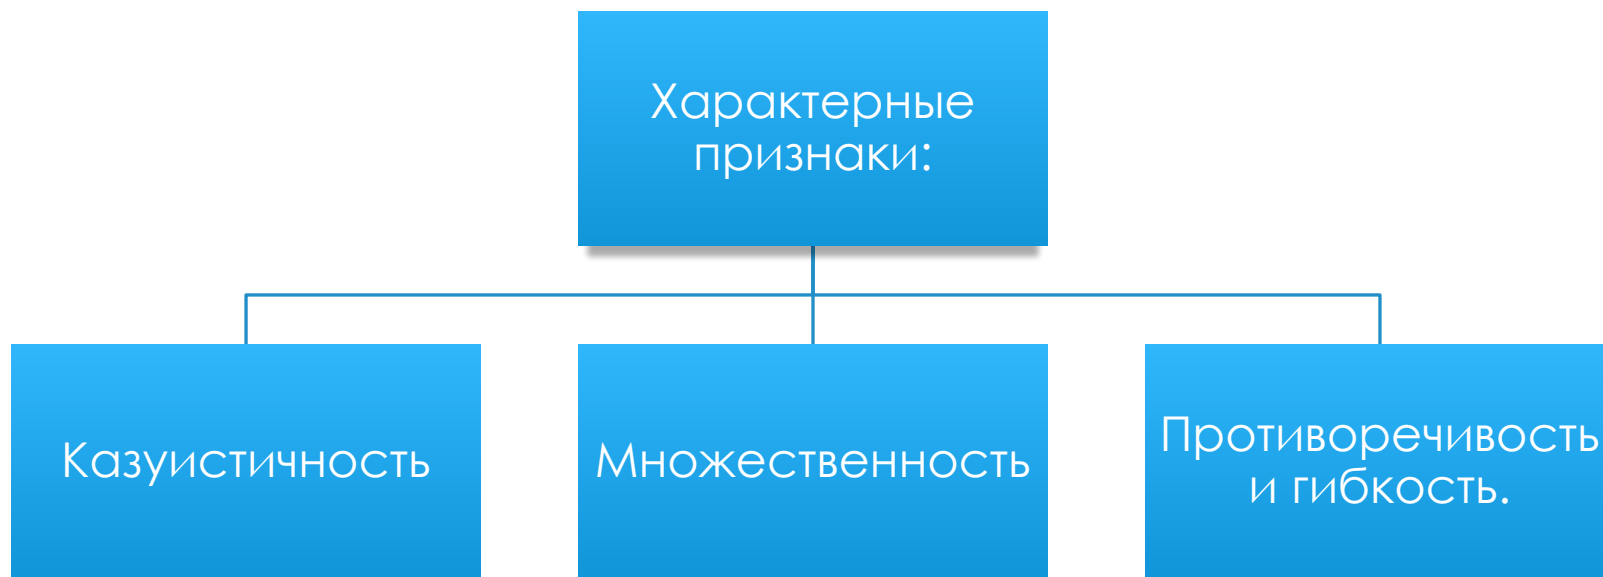 Характерные
признаки:
Казуистичность
Множественность
Противоречивость
и гибкость.